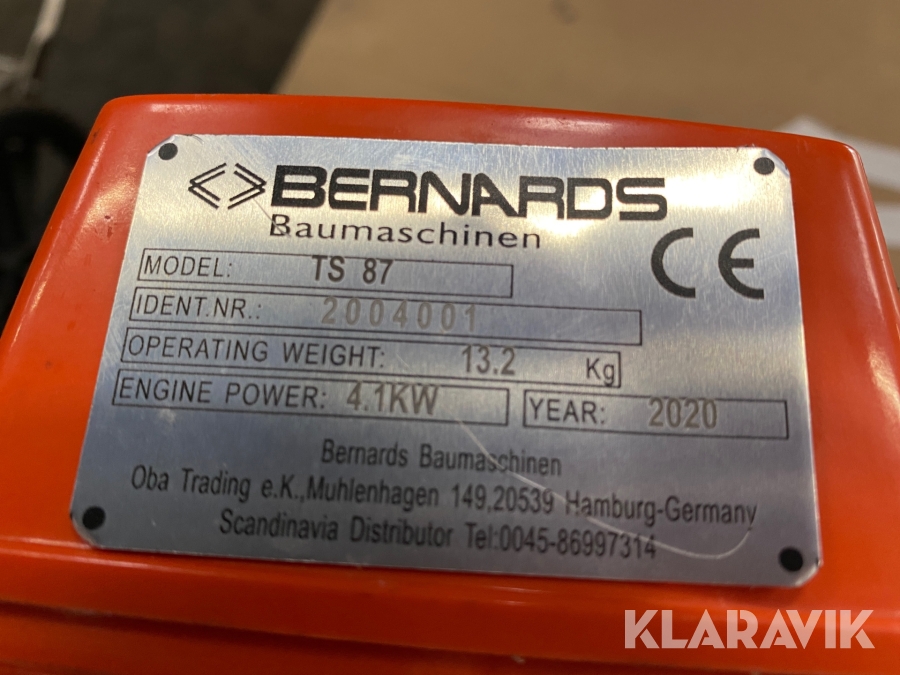 BERNARDS
Baumaschinen
CE
MODEL: TS 87
IDENT.NR.: 2004001
OPERATING WEIGHT: 13.2 Kg
ENGINE POWER: 4.1KW YEAR: 2020
Bernards Baumaschinen
Oba Trading e.K.,Muhlenhagen 149,20539 Hamburg-Germany
Scandinavia Distributor Tel:0045-86997314
KLARAVIK